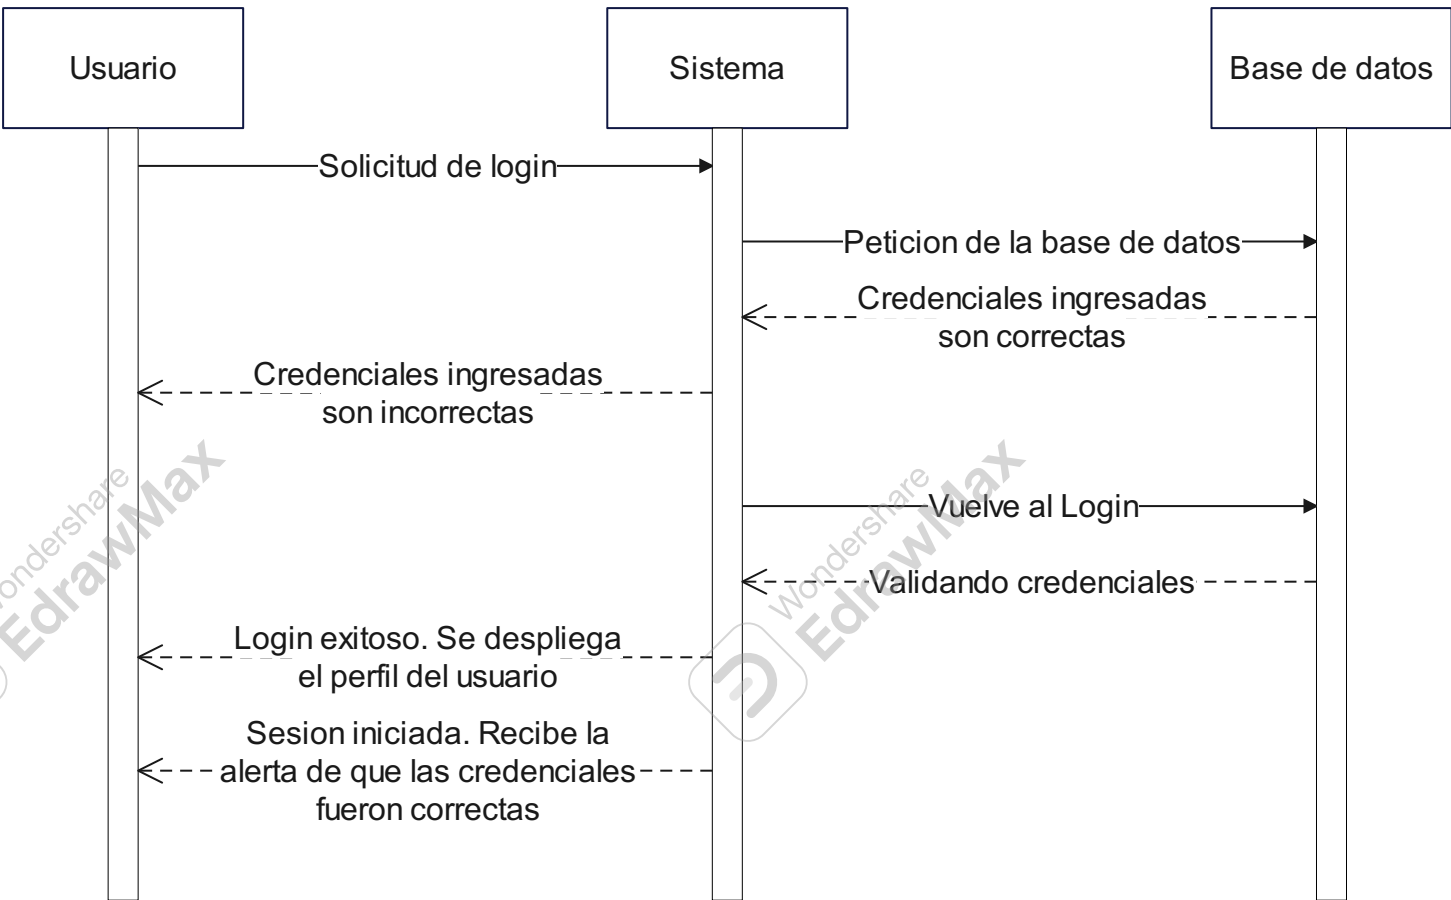 Usuario
Sistema
Base de datos
Solicitud de login
Peticion de la base de datos
Credenciales ingresadas
son correctas
Credenciales ingresadas
son incorrectas
Vuelve al Login
Validando credenciales
Login exitoso. Se despliega
el perfil del usuario
Sesion iniciada. Recibe la
alerta de que las credenciales
fueron correctas
Wondershare
EdrawMax
Wondershare
EdrawMax